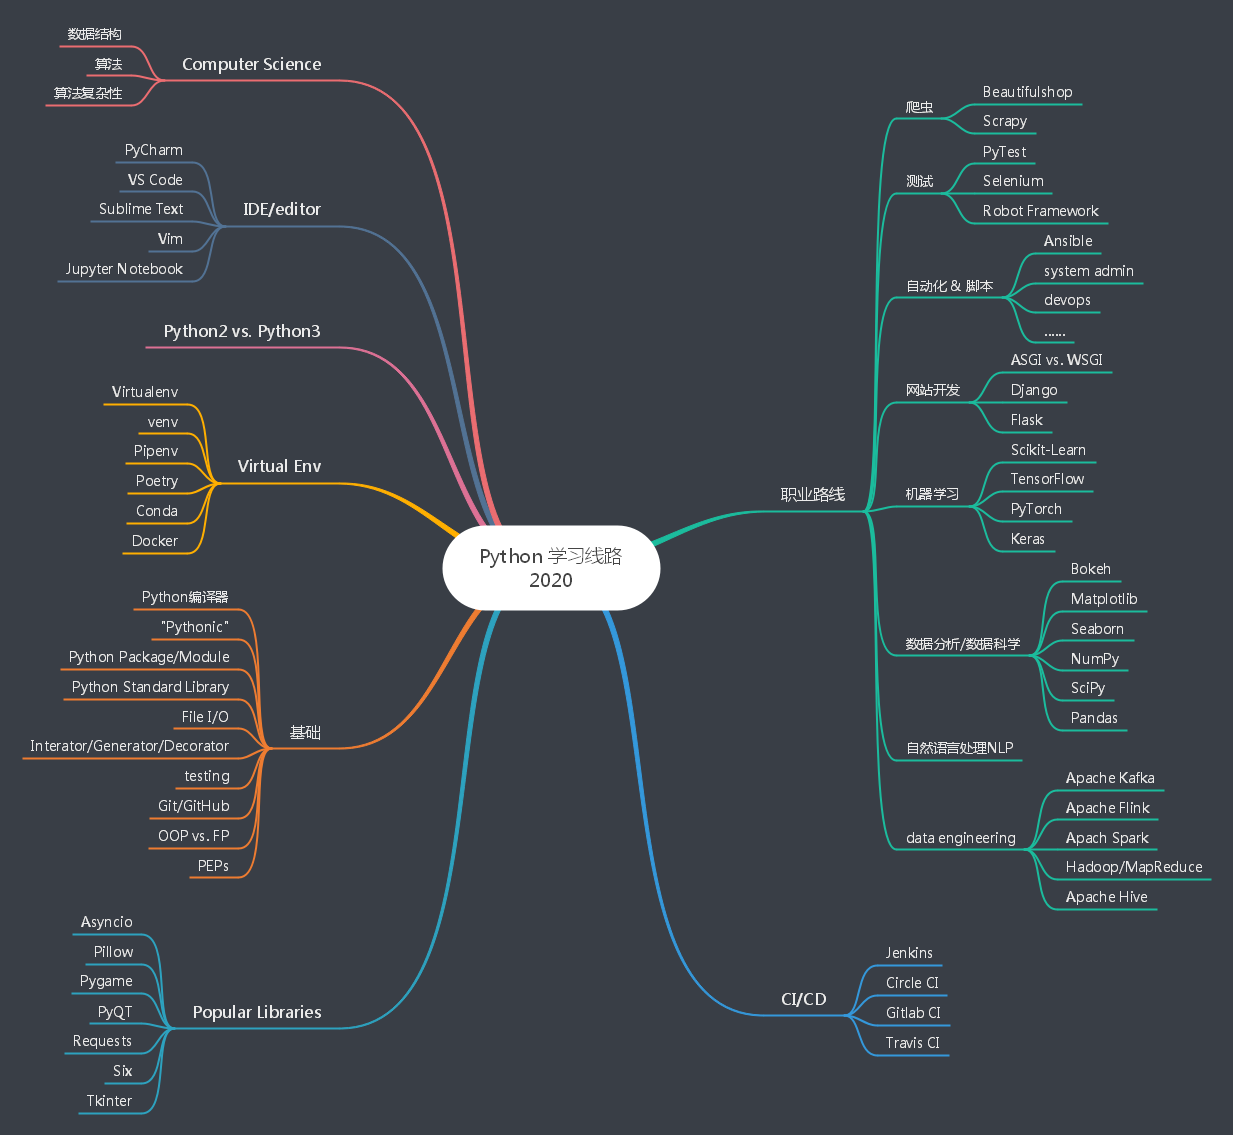 Python 学习线路
2020
Computer Science
数据结构
算法
算法复杂性
IDE/editor
PyCharm
VS Code
Sublime Text
Vim
Jupyter Notebook
Python2 vs. Python3
Virtual Env
Virtualenv
venv
Pipenv
Poetry
Conda
Docker
基础
Python编译器
"Pythonic"
Python Package/Module
Python Standard Library
File I/O
Interator/Generator/Decorator
testing
Git/GitHub
OOP vs. FP
PEPs
Popular Libraries
Asyncio
Pillow
Pygame
PyQT
Requests
Six
Tkinter
职业路线
爬虫
Beautifulshop
Scrapy
测试
PyTest
Selenium
Robot Framework
自动化 & 脚本
Ansible
system admin
devops
......
网站开发
ASGI vs. WSGI
Django
Flask
机器学习
Scikit-Learn
TensorFlow
PyTorch
Keras
数据分析/数据科学
Bokeh
Matplotlib
Seaborn
NumPy
SciPy
Pandas
自然语言处理NLP
data engineering
Apache Kafka
Apache Flink
Apach Spark
Hadoop/MapReduce
Apache Hive
CI/CD
Jenkins
Circle CI
Gitlab CI
Travis CI